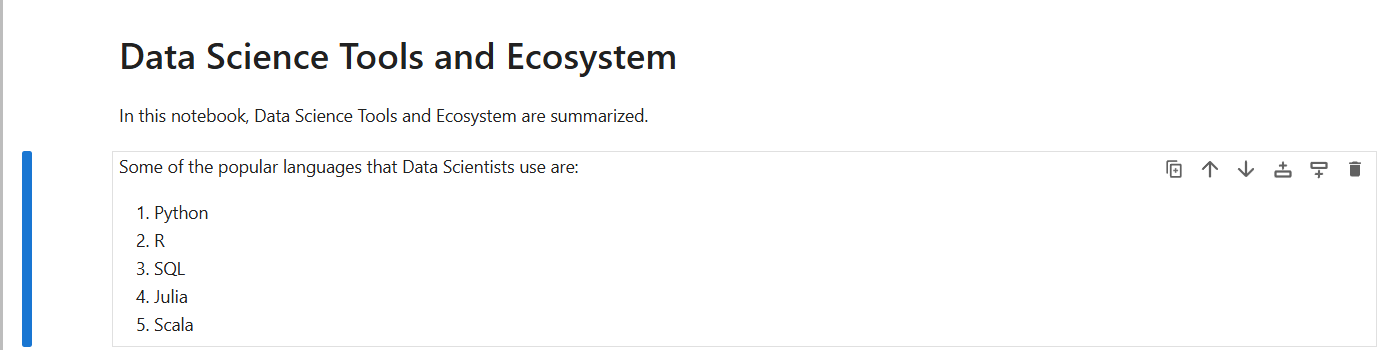 Data Science Tools and Ecosystem
In this notebook, Data Science Tools and Ecosystem are summarized.
Some of the popular languages that Data Scientists use are:
1. Python
2. R
3. SQL
4. Julia
5. Scala